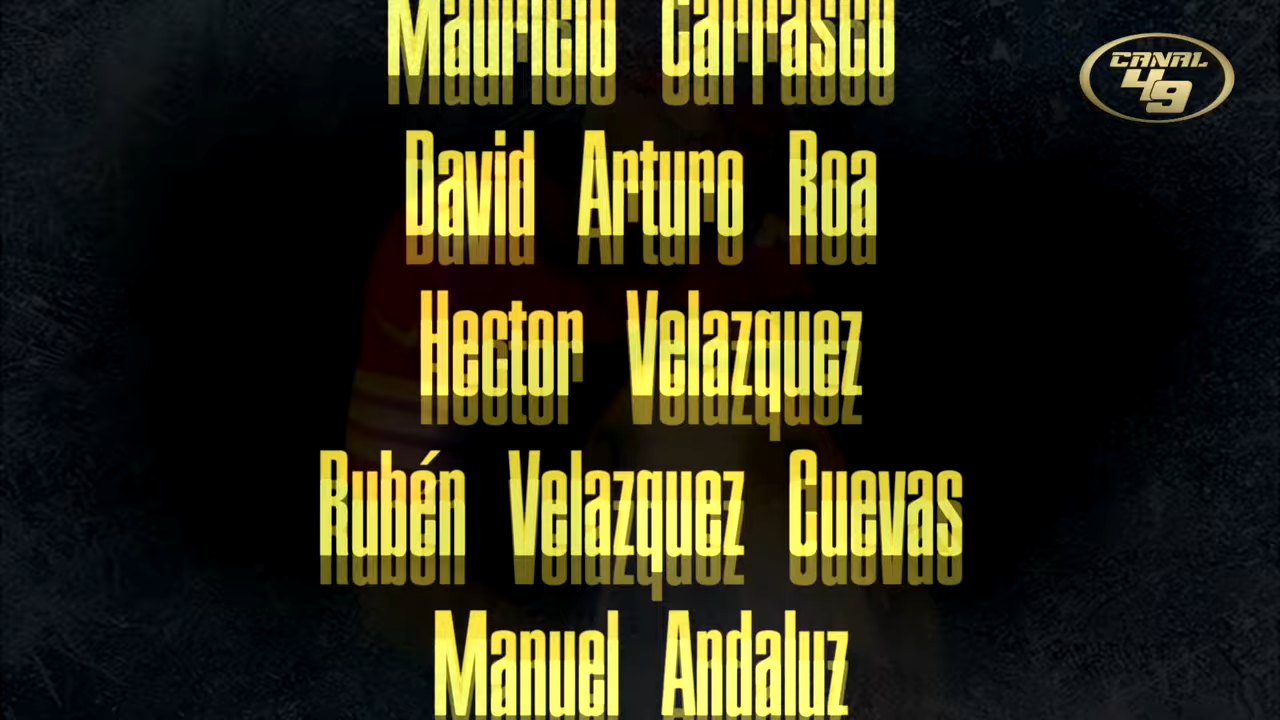 Mauricio Carrasco
CANAL
49
David Arturo Roa
Hector Velazquez
Rubén Velazquez Cuevas
Manuel Andaluz